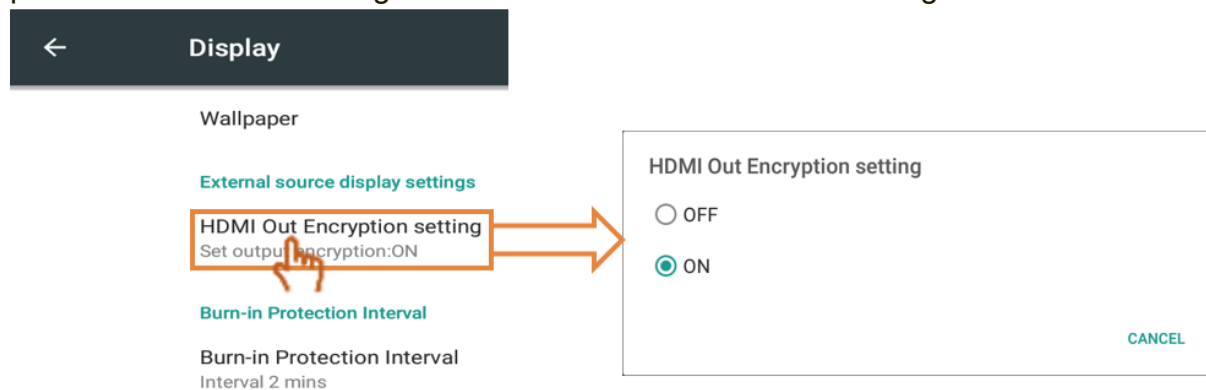 Display
Wallpaper
External source display settings
HDMI Out Encryption setting
Set output encryption:ON
Burn-in Protection Interval
Burn-in Protection Interval
Interval 2 mins
HDMI Out Encryption setting
OFF
ON
CANCEL